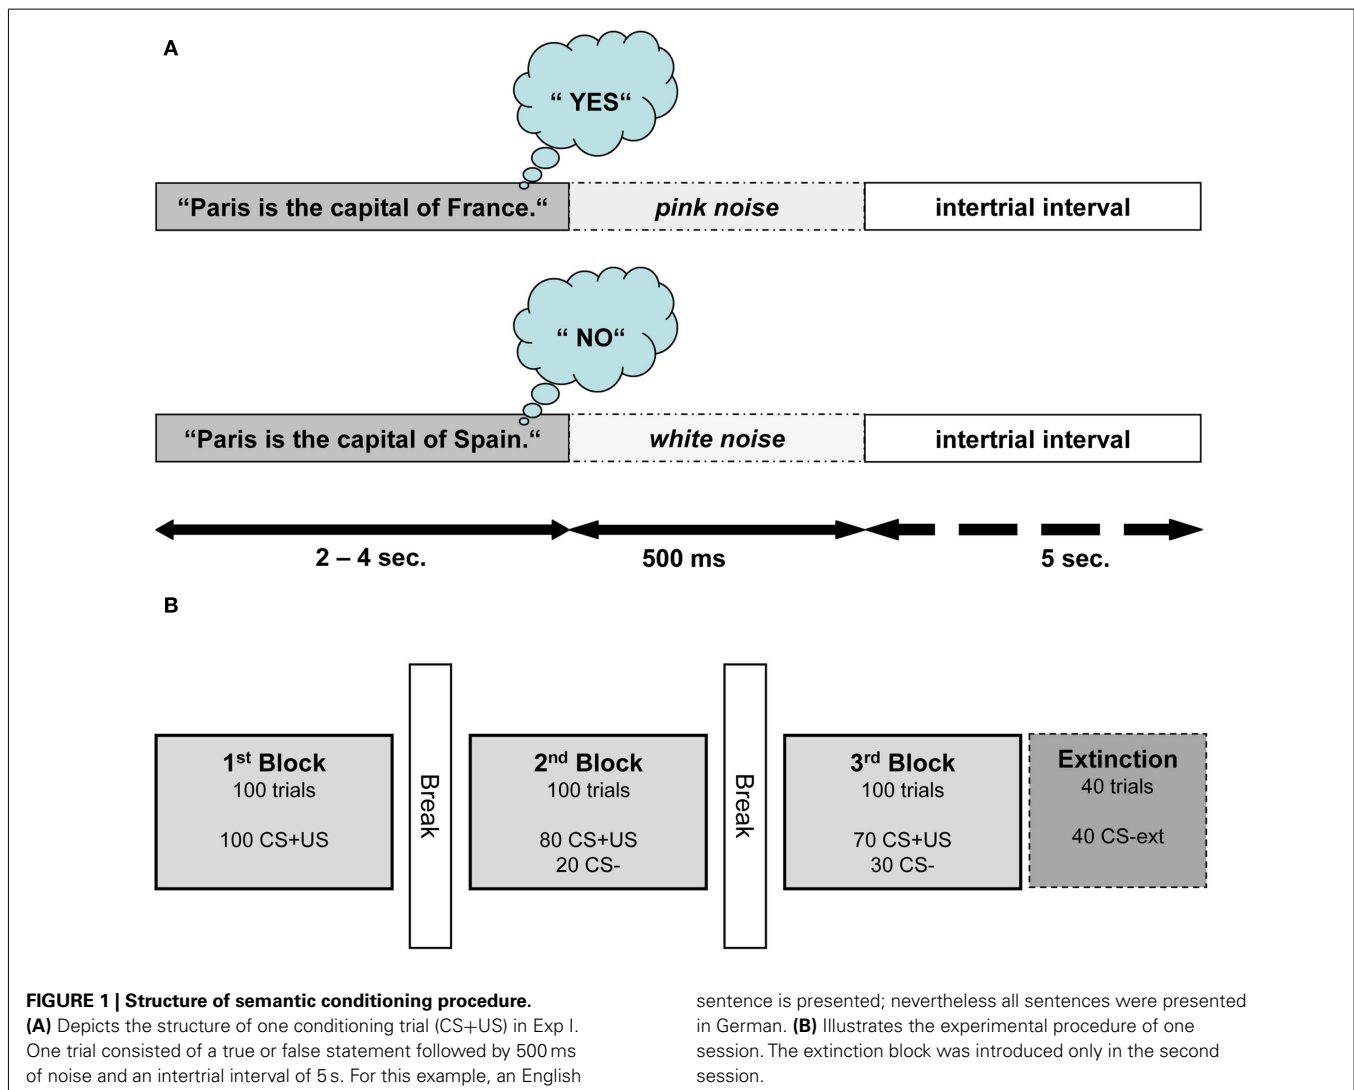 A
“ YES“
“Paris is the capital of France.“ pink noise intertrial interval
“ NO“
“Paris is the capital of Spain.“ white noise intertrial interval
2 – 4 sec. 500 ms 5 sec.
B
1st Block
100 trials
100 CS+US
Break
2nd Block
100 trials
80 CS+US
20 CS-
Break
3rd Block
100 trials
70 CS+US
30 CS-
Extinction
40 trials
40 CS-ext
FIGURE 1 | Structure of semantic conditioning procedure.
(A) Depicts the structure of one conditioning trial (CS+US) in Exp I.
One trial consisted of a true or false statement followed by 500 ms
of noise and an intertrial interval of 5 s. For this example, an English
sentence is presented; nevertheless all sentences were presented
in German. (B) Illustrates the experimental procedure of one
session. The extinction block was introduced only in the second
session.